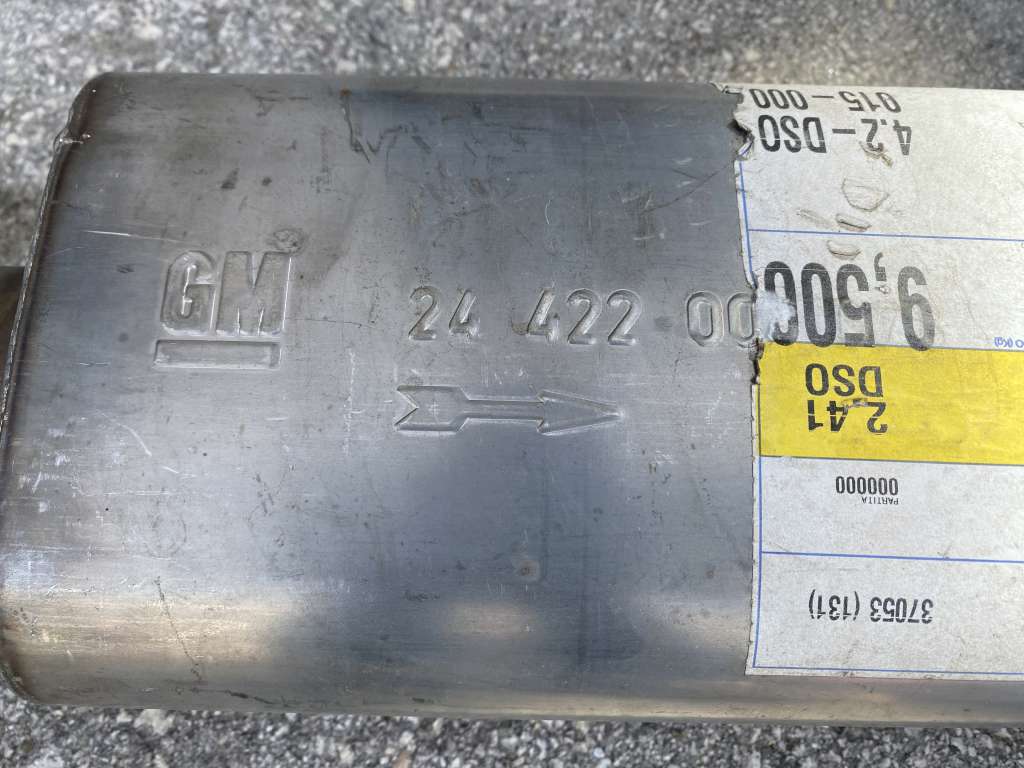 GM
24 422 00
015-000
4.2-DSO
9,500
2.41
DSO
PARTITA
000000
37053 (131)